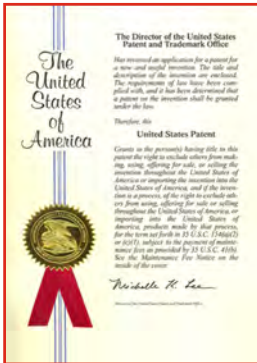 The
United
States
of
America
The Director of the United States
Patent and Trademark Office
Has received an application for a patent for
a new and useful invention. The title and
description of the invention are enclosed.
The requirements of law have been com-
plied with, and it has been determined that
a patent on the invention shall be granted
under the law.
Therefore, this
United States Patent
Grants to the person(s) having title to this
patent the right to exclude others from mak-
ing, using, offering for sale, or selling the
invention throughout the United States of
America or importing the invention into the
United States of America, and if the inven-
tion is a process, of the right to exclude oth-
ers from using, offering for sale or selling
throughout the United States of America, or
importing into the United States of
America, products made by that process,
for the term set forth in 35 U.S.C. 154(a)(2)
or (c)(1), subject to the payment of mainte-
nance fees as provided by 35 U.S.C. 41(b).
See the Maintenance Fee Notice on the
inside of the cover.
Michelle K. Lee